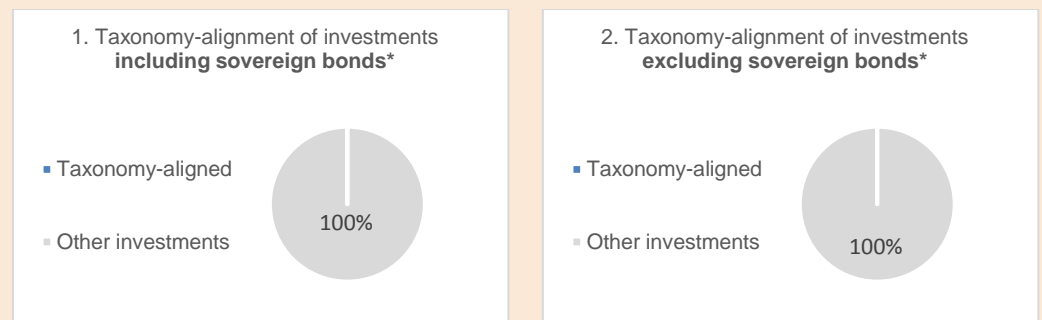 1. Taxonomy-alignment of investments
including sovereign bonds*
Taxonomy-aligned
Other investments
100%
2. Taxonomy-alignment of investments
excluding sovereign bonds*
Taxonomy-aligned
Other investments
100%